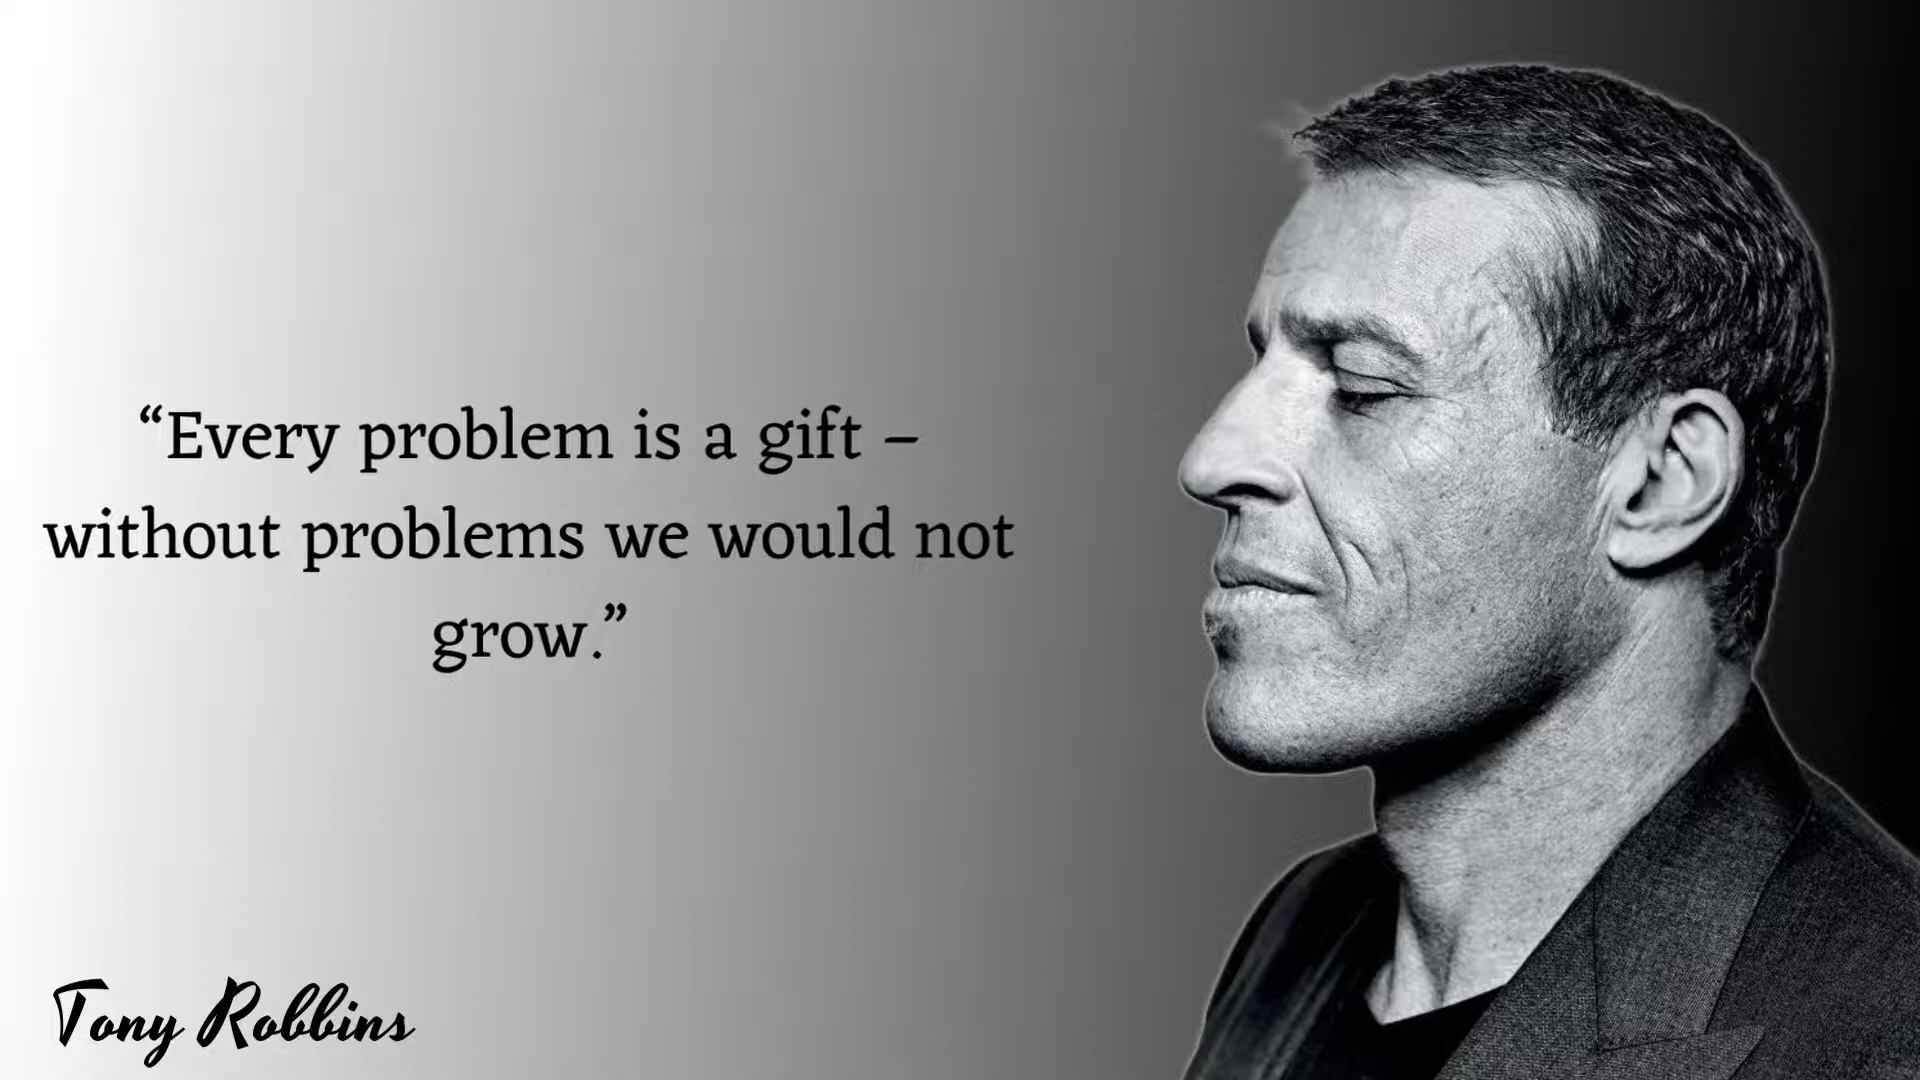 “Every problem is a gift –
without problems we would not
grow.”
Tony Robbins